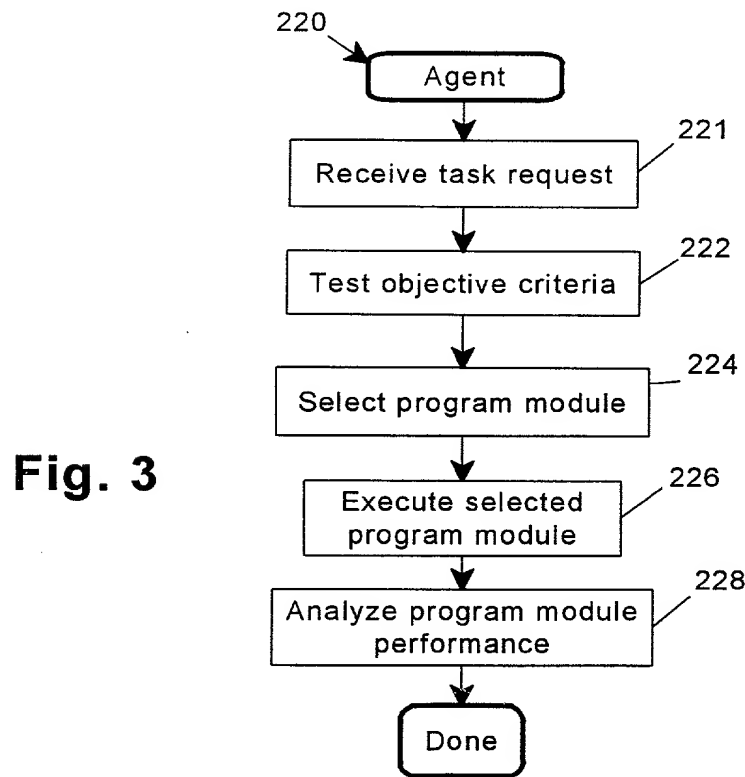 220
Agent
221
Receive task request
222
Test objective criteria
224
Select program module
Fig. 3
226
Execute selected
program module
228
Analyze program module
performance
Done